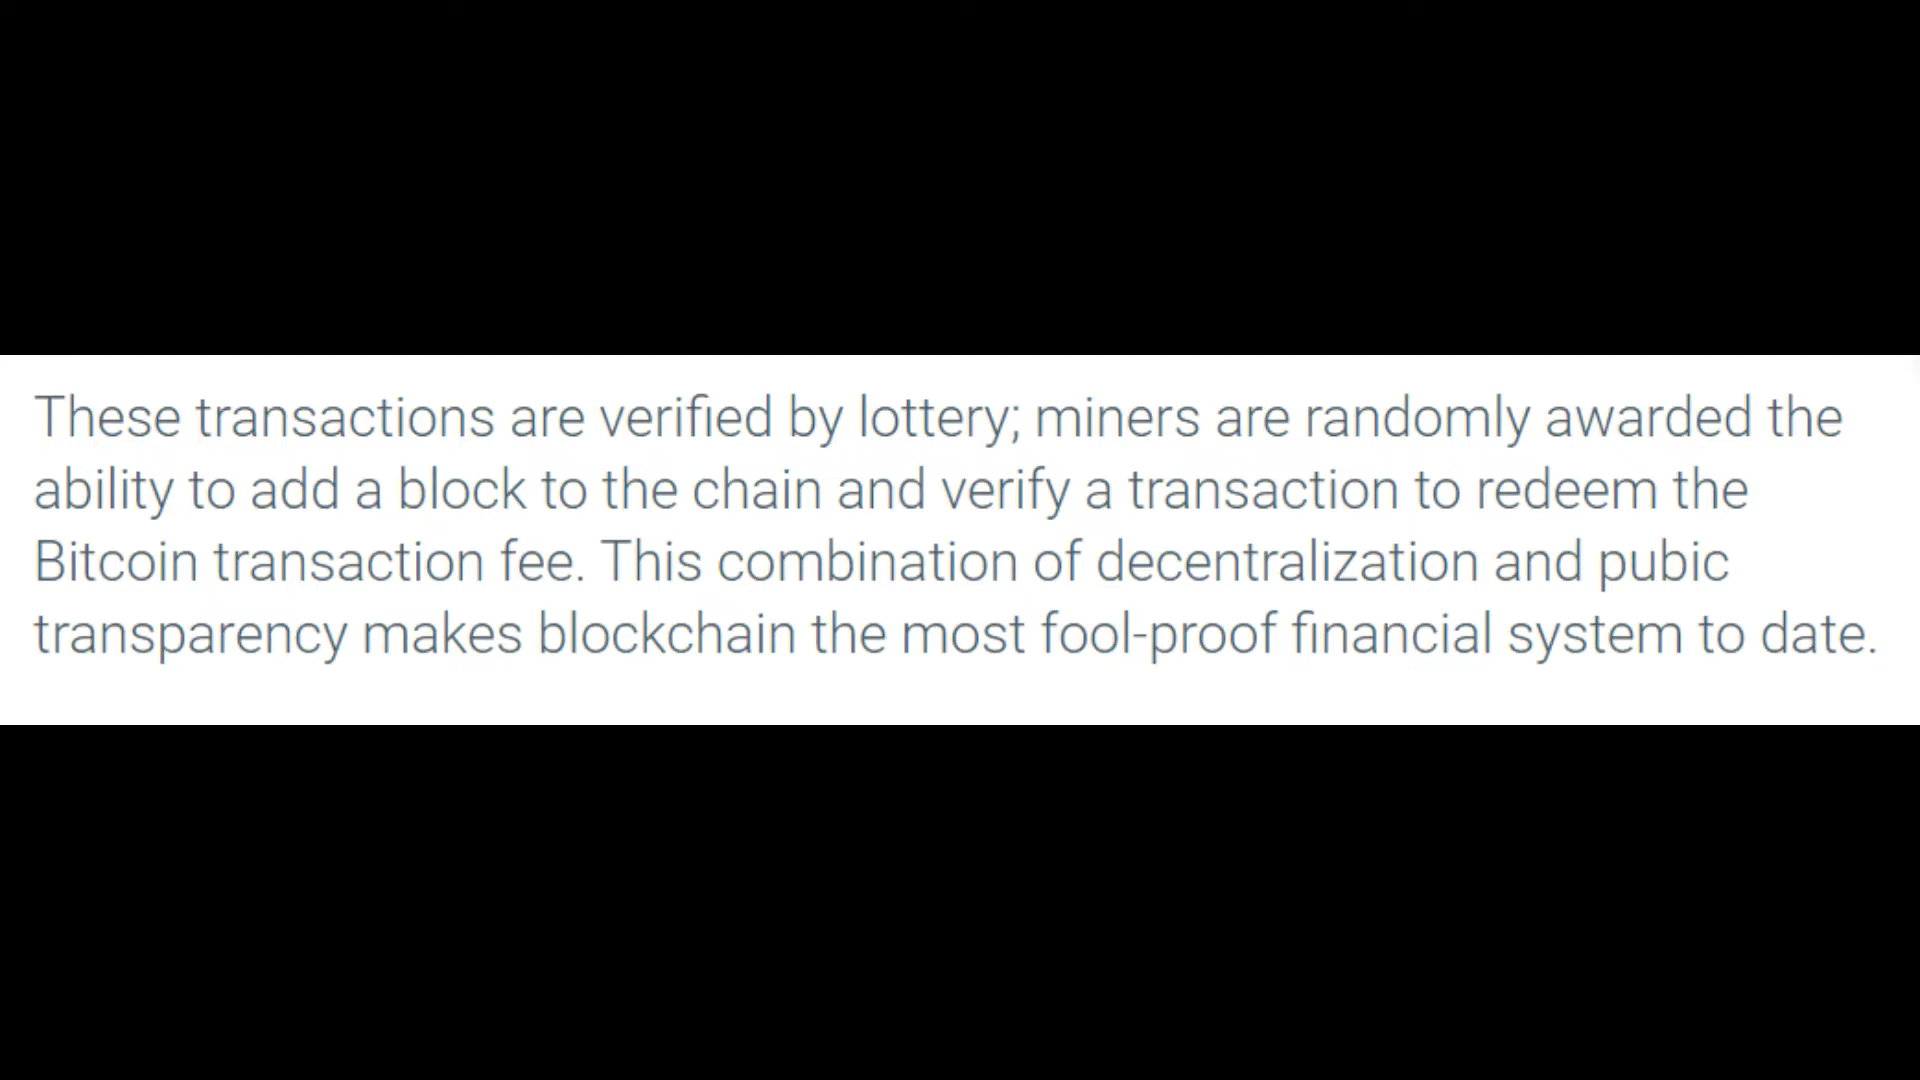 These transactions are verified by lottery; miners are randomly awarded the
ability to add a block to the chain and verify a transaction to redeem the
Bitcoin transaction fee. This combination of decentralization and pubic
transparency makes blockchain the most fool-proof financial system to date.